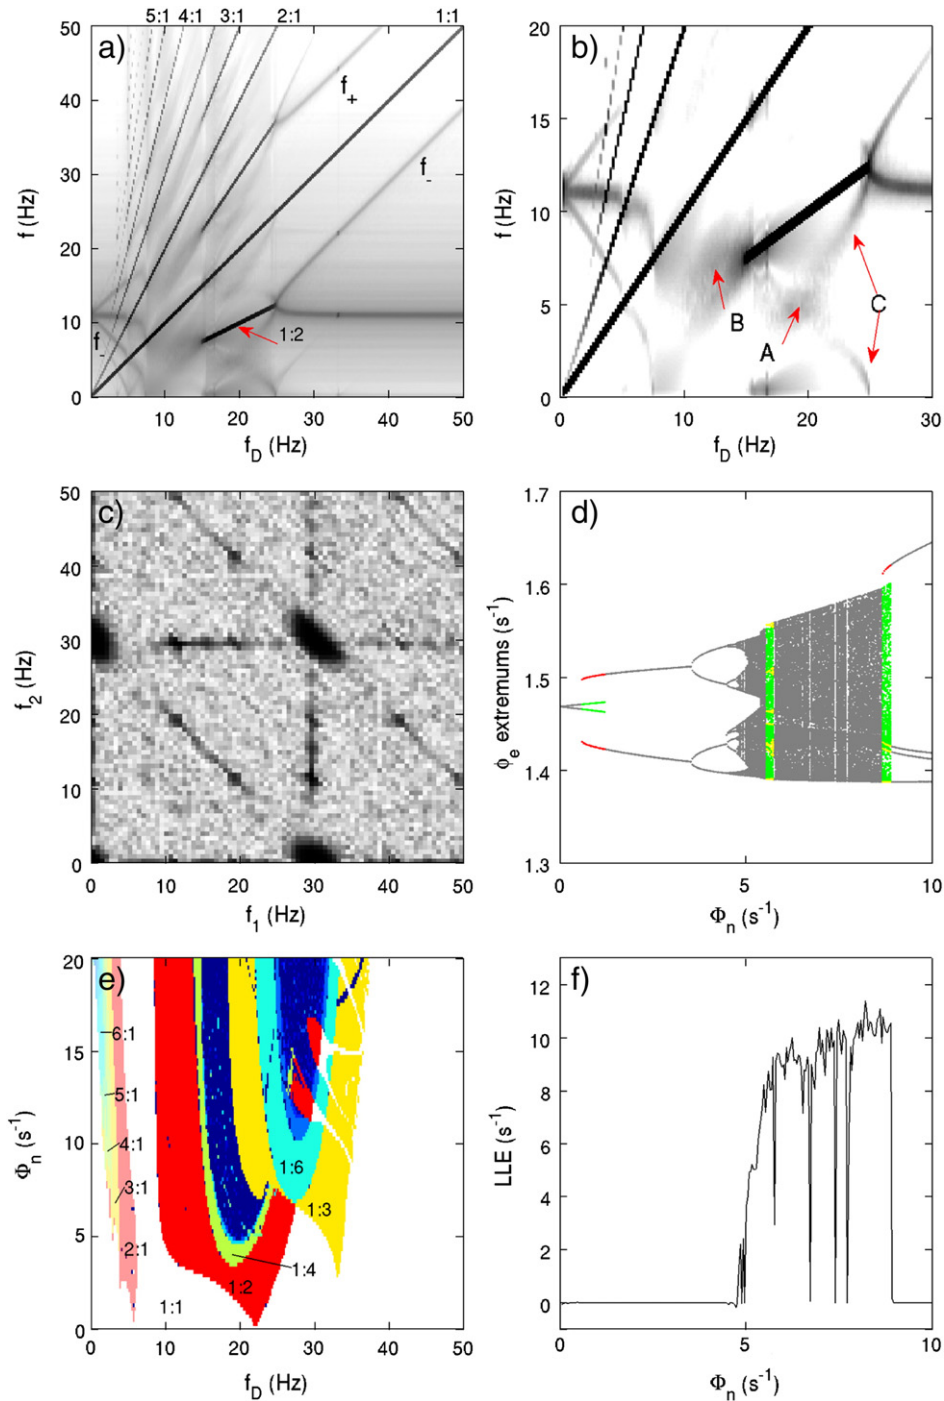 5:1 4:1 3:1 2:1 1:1
a)
50
40
30
20
10
0
f (Hz)
f+
f-
f-
1:2
0 10 20 30 40 50
fD (Hz)
b)
20
15
10
5
0
f (Hz)
B
A
C
0 10 20 30
fD (Hz)
c)
50
40
30
20
10
0
f2 (Hz)
0 10 20 30 40 50
f1 (Hz)
d)
1.7
1.6
1.5
1.4
1.3
ϕe extremums (s-1)
0 5 10
Φn (s-1)
e)
20
15
10
5
0
Φn (s-1)
6:1
5:1
4:1
3:1
2:1
1:1
1:2
1:4
1:6
1:3
0 10 20 30 40 50
fD (Hz)
f)
12
10
8
6
4
2
0
LLE (s-1)
0 5 10
Φn (s-1)